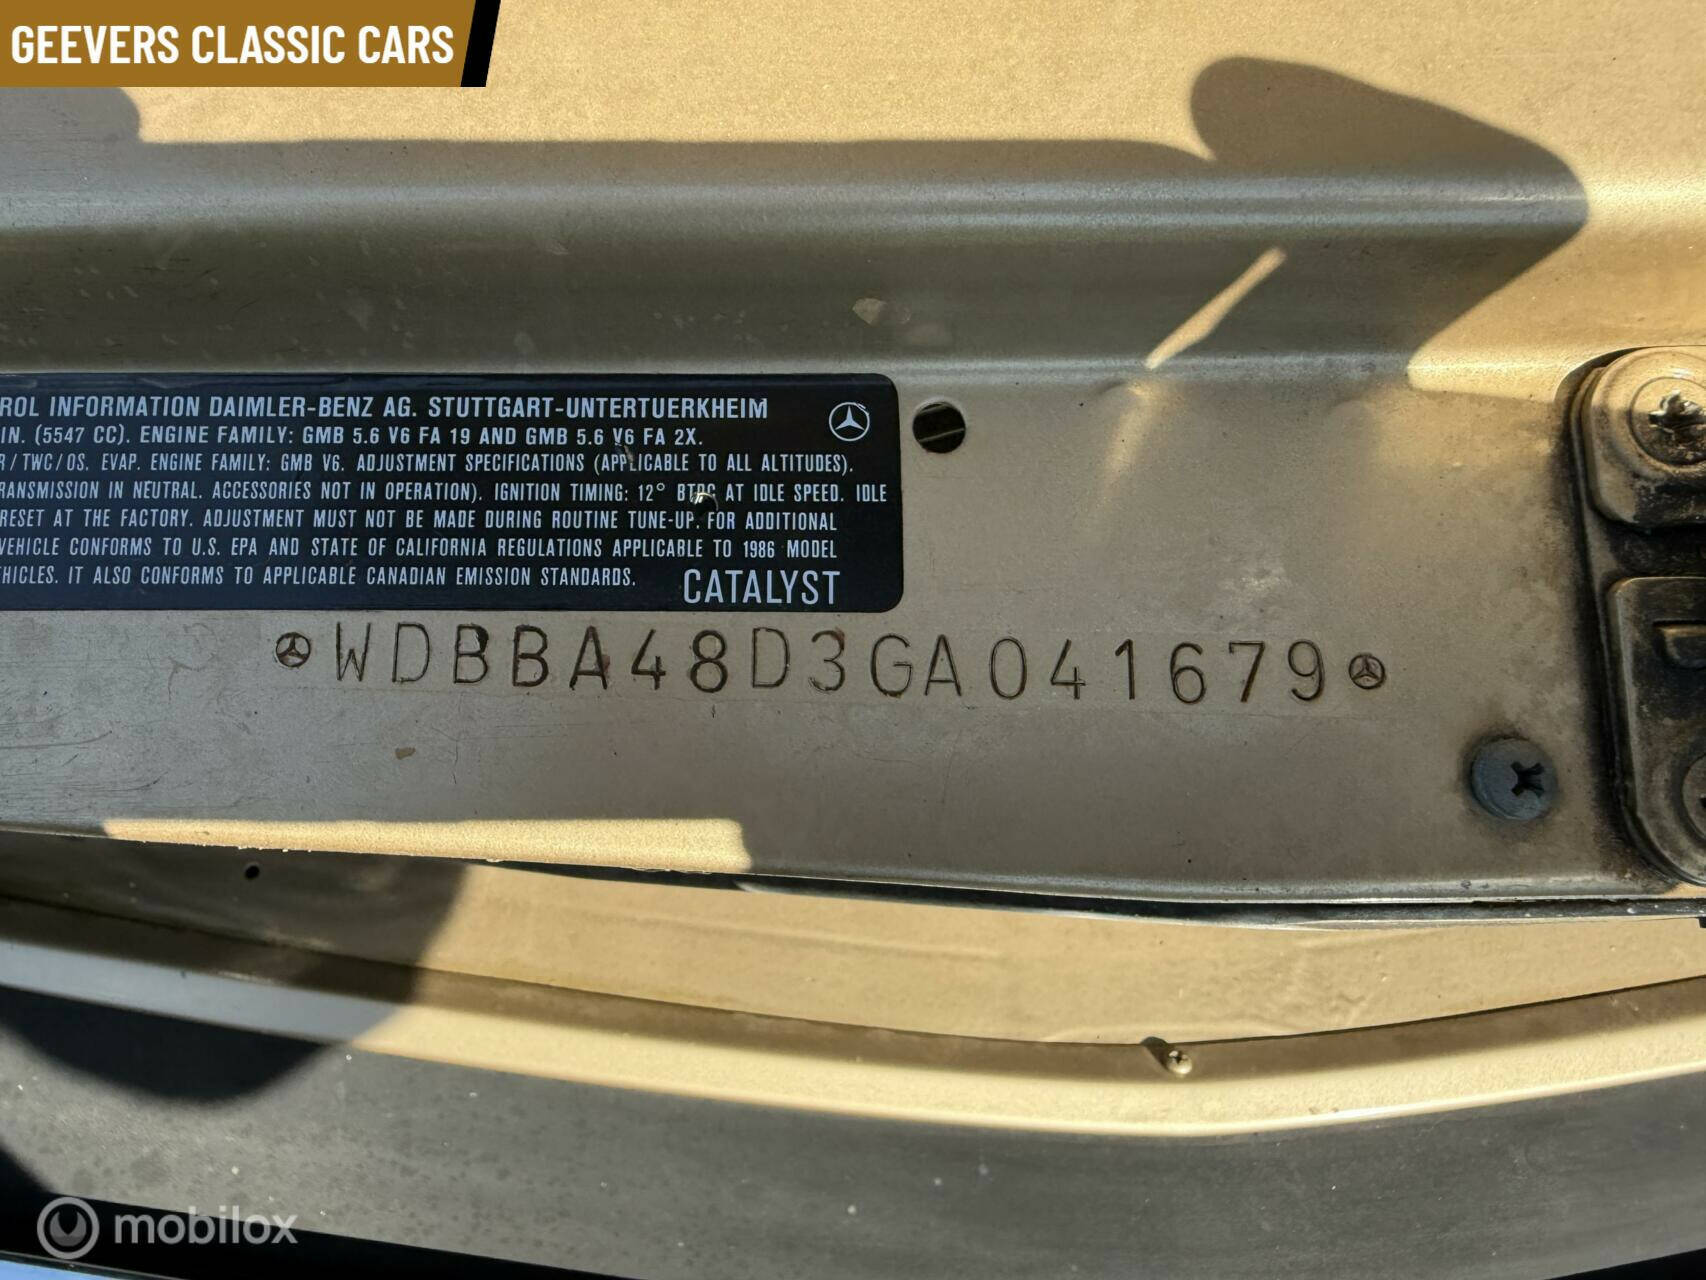 GEEVERS CLASSIC CARS
ROL INFORMATION DAIMLER-BENZ AG. STUTTGART-UNTERTUERKHEIM
IN. (5547 CC). ENGINE FAMILY: GMB 5.6 V6 FA 19 AND GMB 5.6 V6 FA 2X.
R/TWC/OS. EVAP. ENGINE FAMILY: GMB V6. ADJUSTMENT SPECIFICATIONS (APPLICABLE TO ALL ALTITUDES).
RANSMISSION IN NEUTRAL. ACCESSORIES NOT IN OPERATION). IGNITION TIMING: 12° BTDC AT IDLE SPEED. IDLE
RESET AT THE FACTORY. ADJUSTMENT MUST NOT BE MADE DURING ROUTINE TUNE-UP. FOR ADDITIONAL
VEHICLE CONFORMS TO U.S. EPA AND STATE OF CALIFORNIA REGULATIONS APPLICABLE TO 1986 MODEL
HICLES. IT ALSO CONFORMS TO APPLICABLE CANADIAN EMISSION STANDARDS.
CATALYST
WDBBA48D3GA041679
mobilox